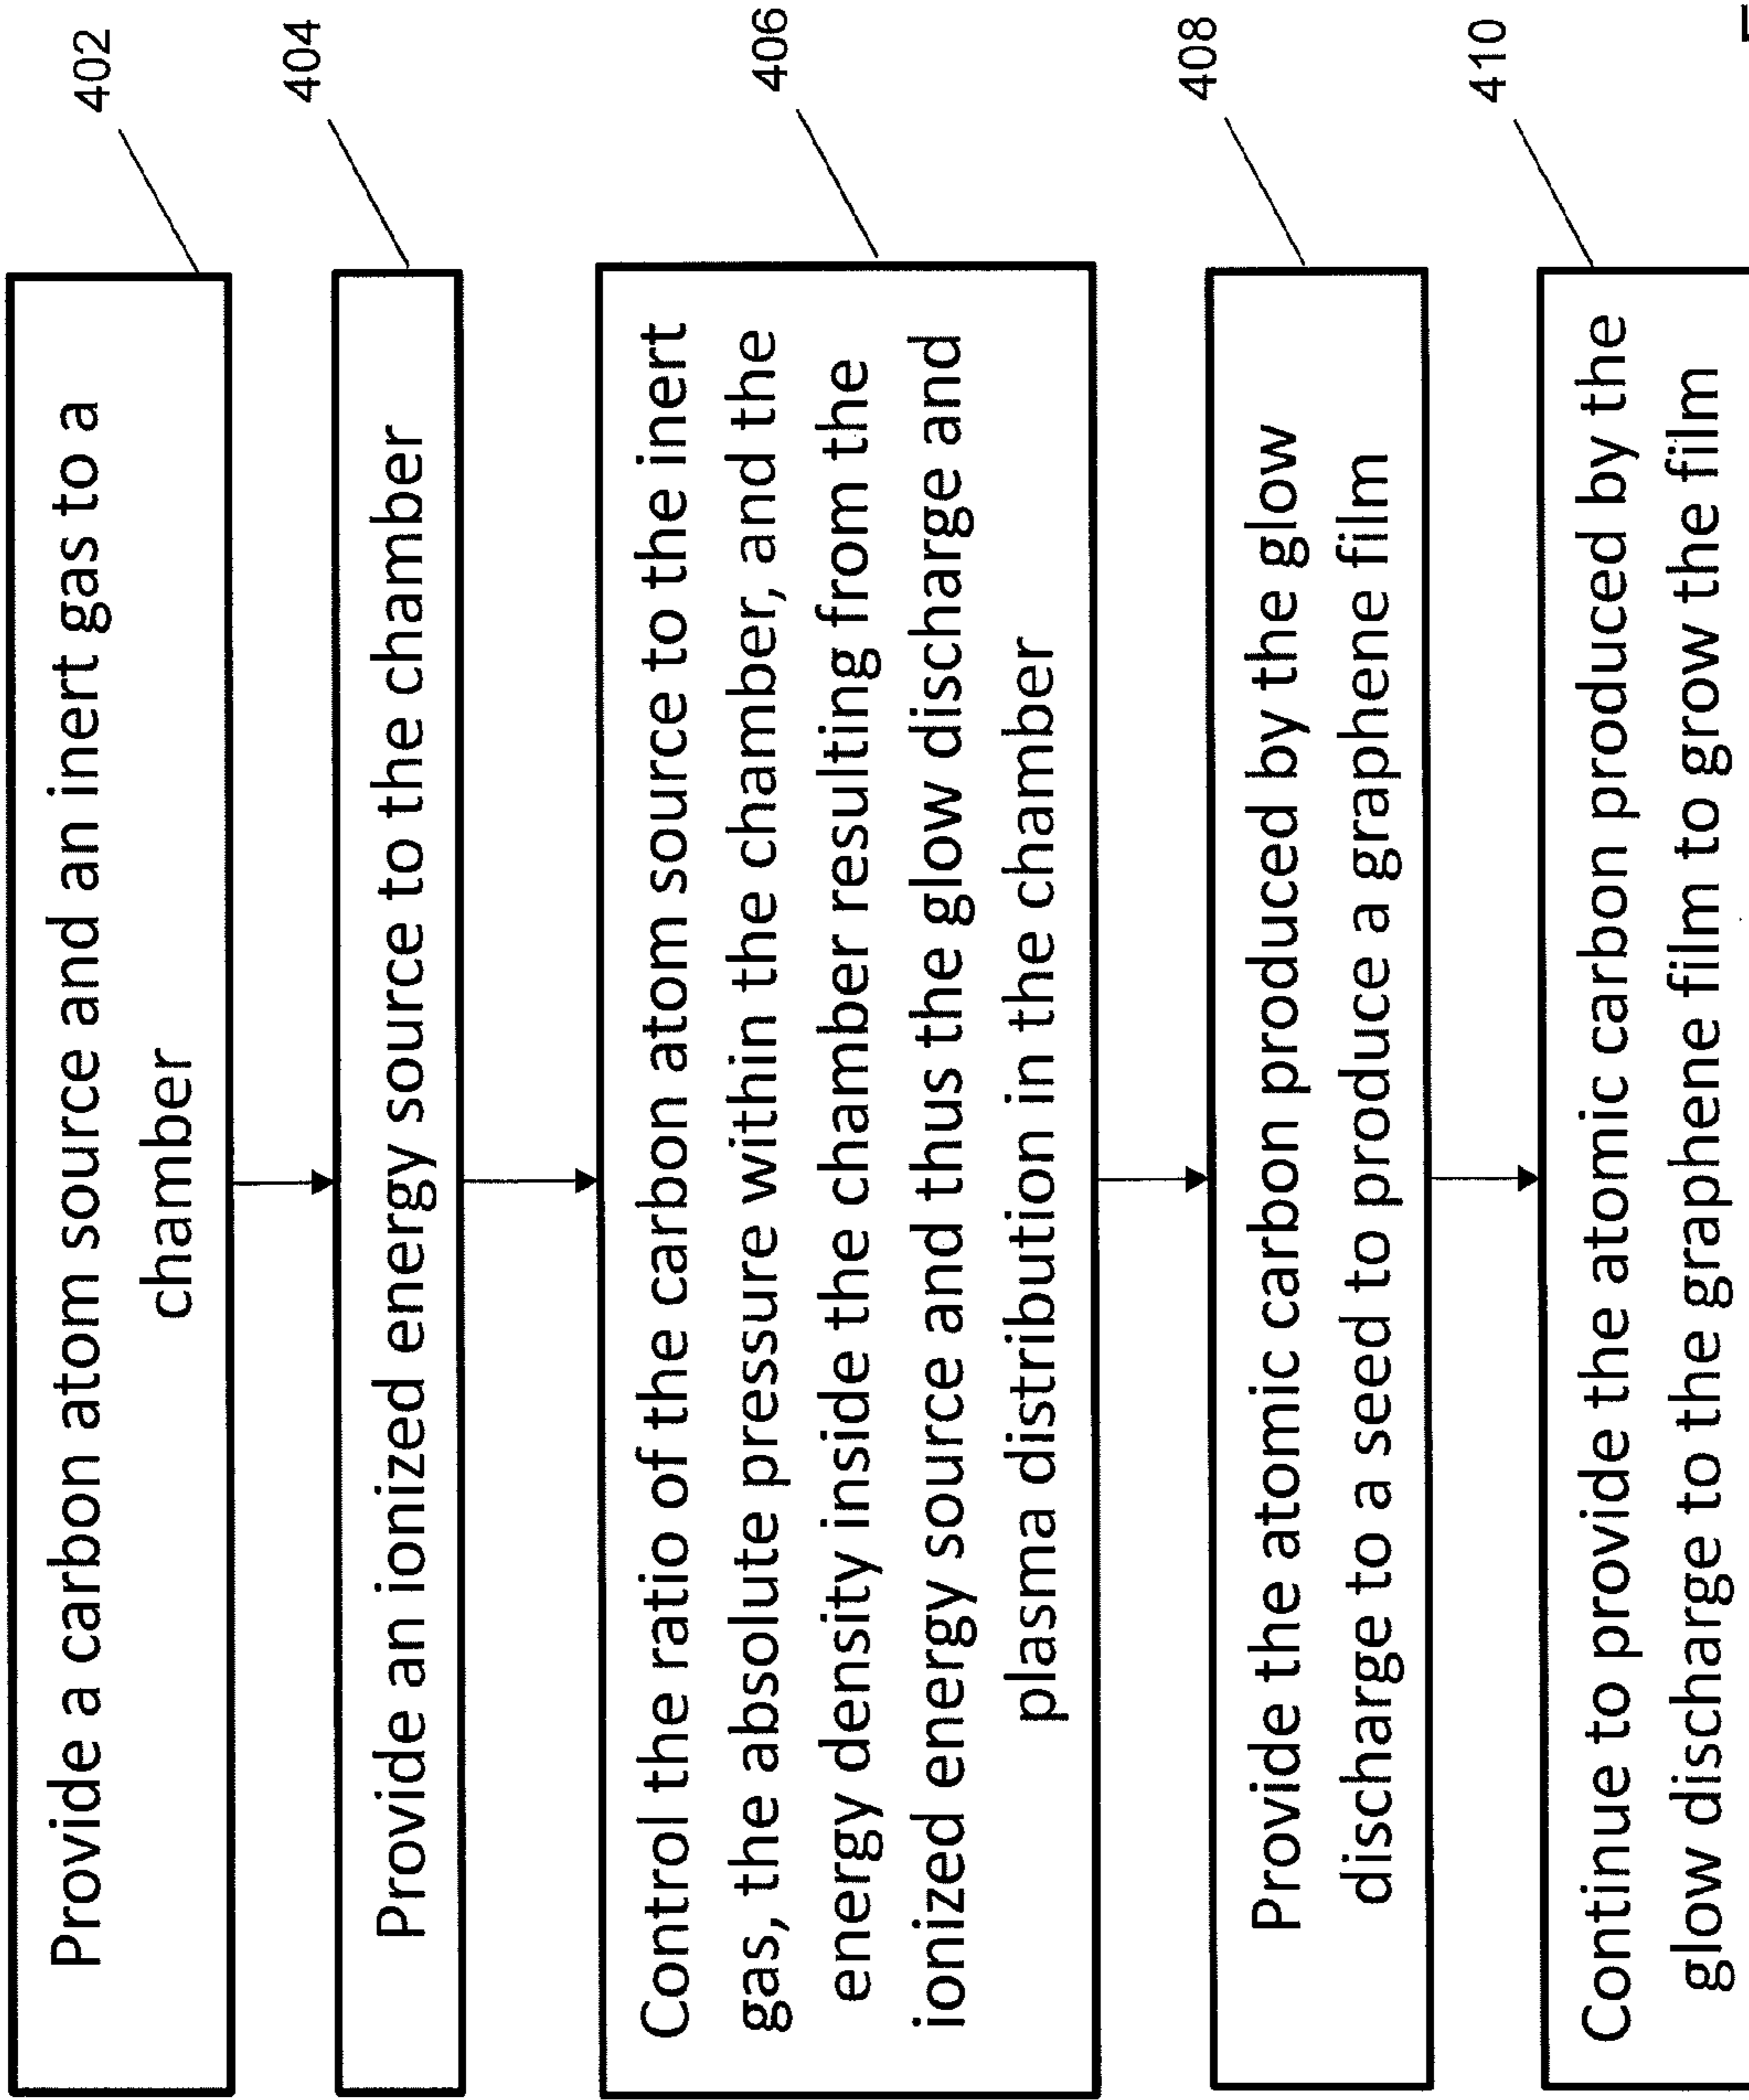 Provide a carbon atom source and an inert gas to a
chamber
402
Provide an ionized energy source to the chamber
404
Control the ratio of the carbon atom source to the inert
gas, the absolute pressure within the chamber, and the
energy density inside the chamber resulting from the
ionized energy source and thus the glow discharge and
plasma distribution in the chamber
406
Provide the atomic carbon produced by the glow
discharge to a seed to produce a graphene film
408
Continue to provide the atomic carbon produced by the
glow discharge to the graphene film to grow the film
410